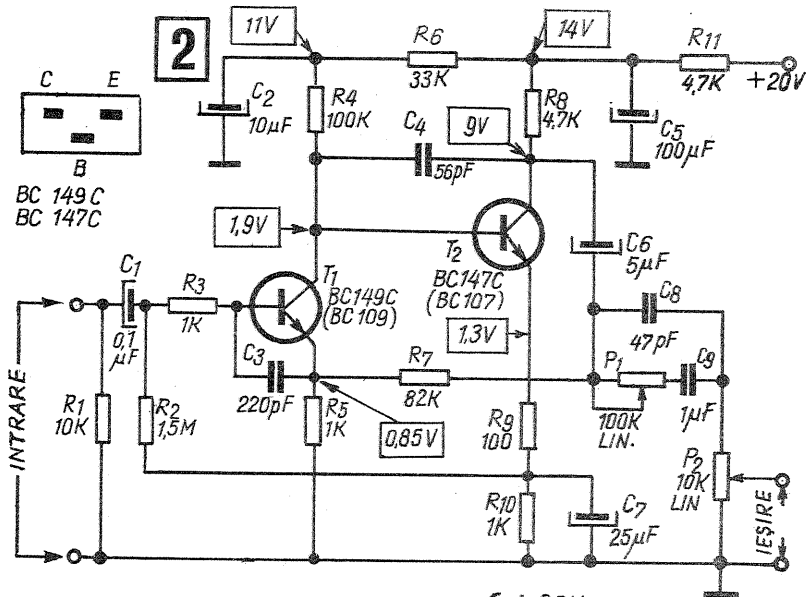 2
11V
R6
33K
14V
R11
4,7K
+20V
C E
B
BC 149C
BC 147C
C2
10µF
R4
100K
C4
56pF
9V
R8
4,7K
C5
100µF
1,9V
T1
BC149C
(BC109)
T2
BC147C
(BC107)
C6
5µF
C8
47pF
INTRARE
C1
0,1
µF
R3
1K
C3
220pF
1,3V
R7
82K
P1
100K
LIN.
C9
1µF
R1
10K
R2
1,5M
R5
1K
0,85V
R9
100
R10
1K
C7
25µF
P2
10K
LIN
IEȘIRE